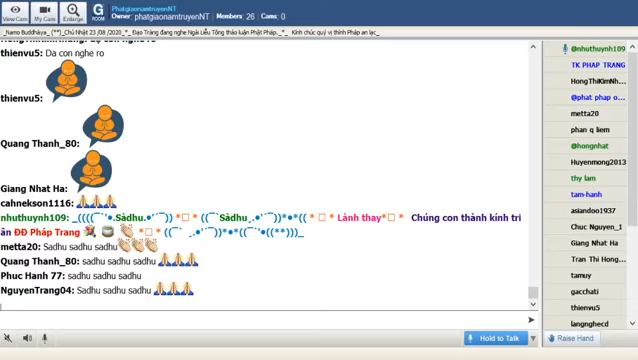 PhatgiaonamtruyenNT
Owner: phatgiaonamtruyenNT Members: 26 Cams: 0
View Cam My Cam Enlarge
G ROOM
_Namo Buddhāya_ (**)_Chủ Nhật 23 /08 /2020_*_ Đạo Tràng đang nghe Ngài Liễu Tông thảo luận Phật Pháp._*_ Kính chúc quý vị thính Pháp an lạc_
thienvu5: Da con nghe ro
thienvu5:
Quang Thanh_80:
Giang Nhat Ha:
cahnekson1116:
nhuthuynh109: _((((¯`'•.Sàdhu.•'´¯)) *□* ((¯`Sàdhu¸.•'´¯))*•*(( * □ * Lành thay*□ * Chúng con thành kính tri
ân ĐĐ Pháp Trang *□ * ((¯` ¸.•'´¯))*•*((¯`'•((**)))_
metta20: Sadhu sadhu sadhu
Quang Thanh_80: Sadhu sadhu sadhu
Phuc Hanh 77: sadhu sadhu sadhu
NguyenTrang04: Sadhu sadhu sadhu
@nhuthuynh109
TK PHAP TRANG
HongThiKimNh...
@phat phap o...
metta20
phan q liem
@hongnhat
Huyenmong2013
thy lam
tam-hanh
asiandoo1937
Chuc Nguyen_1
Giang Nhat Ha
Tran Thi Hong...
tamuy
gacchati
thienvu5
langnghecd
Hold to Talk
Raise Hand